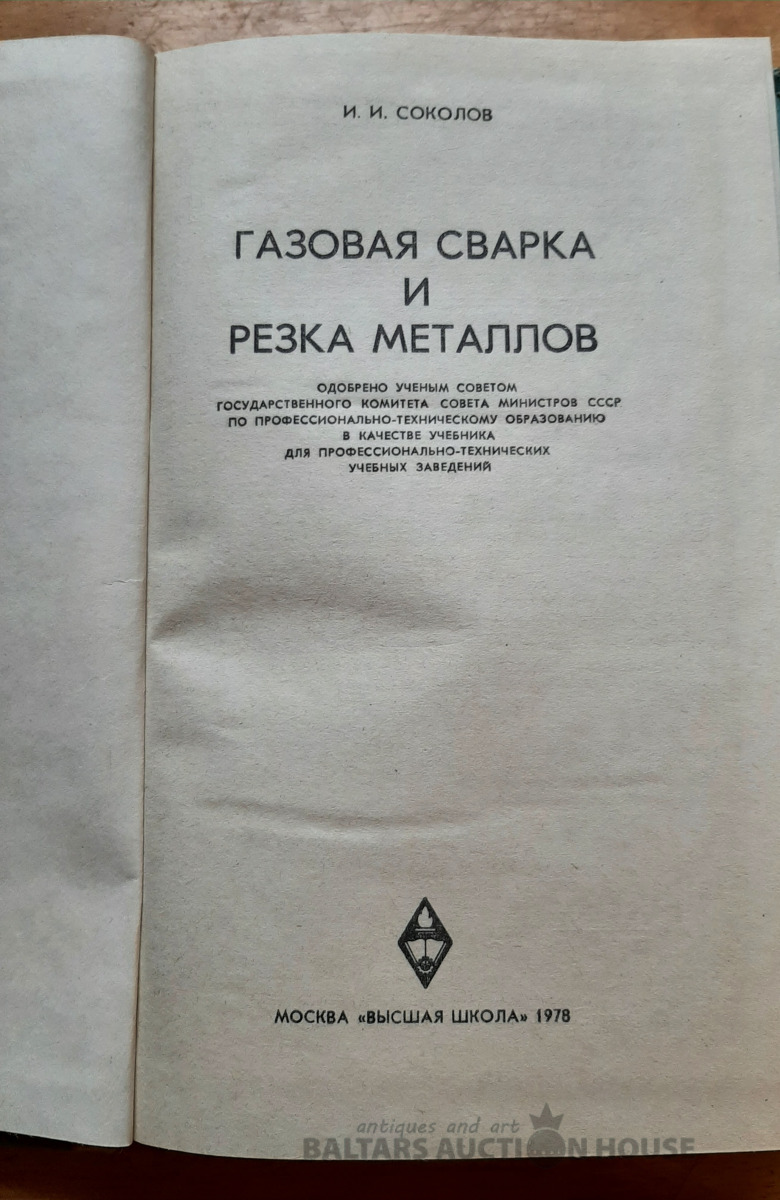 И. И. СОКОЛОВ
ГАЗОВАЯ СВАРКА
И
РЕЗКА МЕТАЛЛОВ
ОДОБРЕНО УЧЕНЫМ СОВЕТОМ
ГОСУДАРСТВЕННОГО КОМИТЕТА СОВЕТА МИНИСТРОВ СССР
ПО ПРОФЕССИОНАЛЬНО-ТЕХНИЧЕСКОМУ ОБРАЗОВАНИЮ
В КАЧЕСТВЕ УЧЕБНИКА
ДЛЯ ПРОФЕССИОНАЛЬНО-ТЕХНИЧЕСКИХ
УЧЕБНЫХ ЗАВЕДЕНИЙ
МОСКВА «ВЫСШАЯ ШКОЛА» 1978
antiques and art
BALTARS AUCTION HOUSE